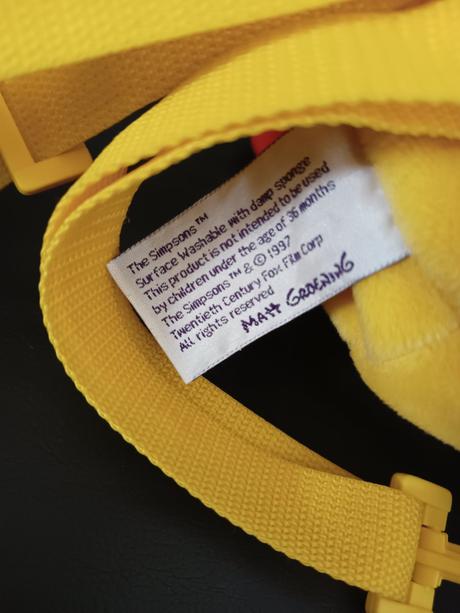 The Simpsons™
Surface Washable with damp sponge
This product is not intended to be used
by children under the age of 36 months
The Simpsons™ & © 1997
Twentieth Century Fox Film Corp
All rights reserved
MATT GROENING